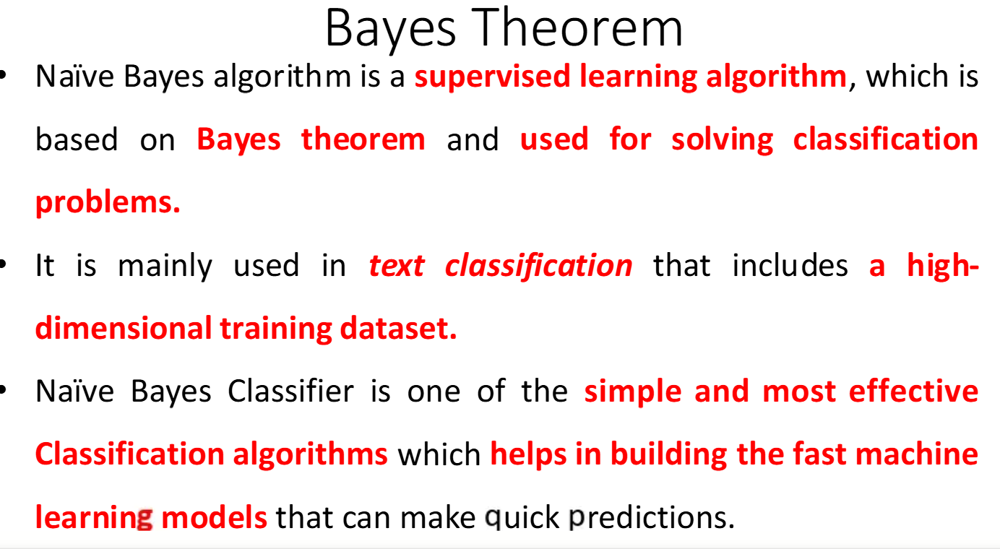 Bayes Theorem
• Naïve Bayes algorithm is a supervised learning algorithm, which is
based on Bayes theorem and used for solving classification
problems.
• It is mainly used in text classification that includes a high-
dimensional training dataset.
• Naïve Bayes Classifier is one of the simple and most effective
Classification algorithms which helps in building the fast machine
learning models that can make quick predictions.